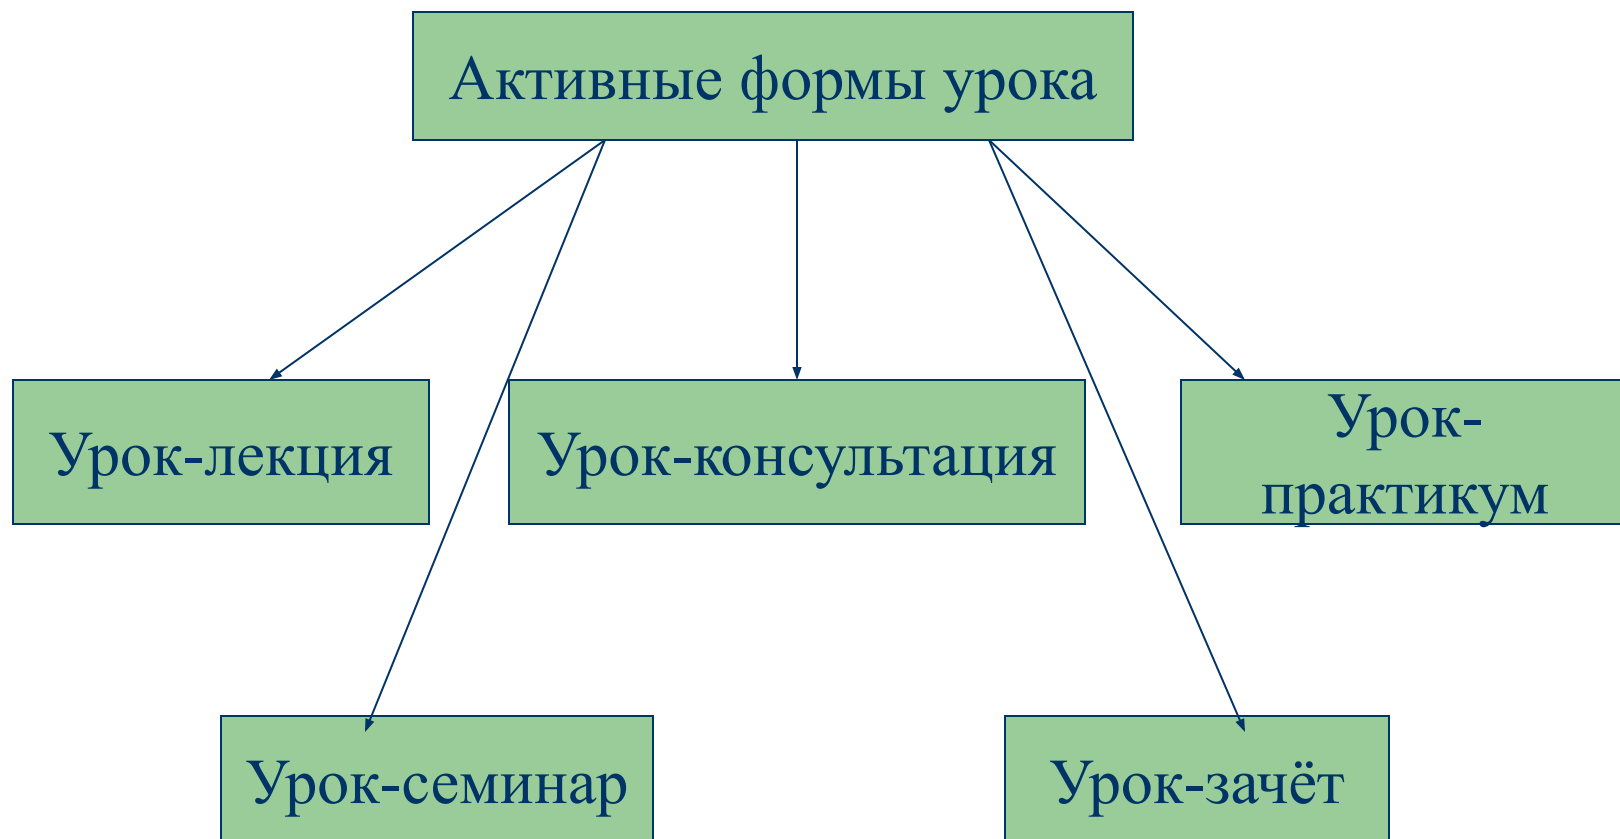 Активные формы урока
Урок-лекция
Урок-консультация
Урок-
практикум
Урок-семинар
Урок-зачёт